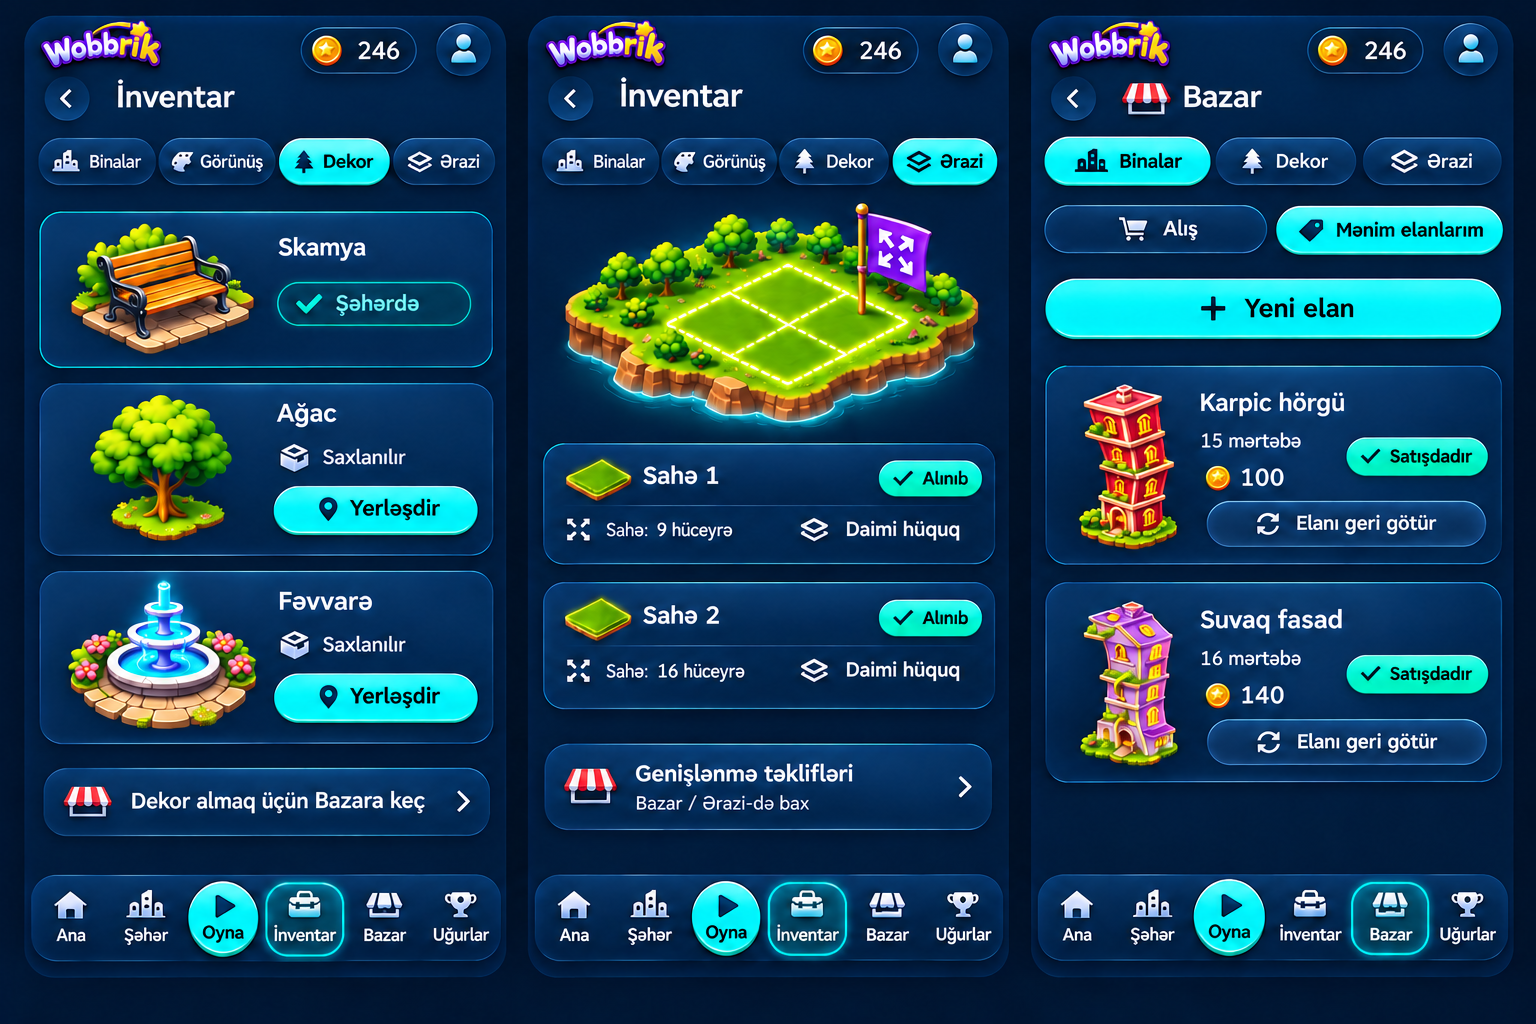 Wobbrik
246
İnventar
Binalar
Görünüş
Dekor
Ərazi
Skamya
Şəhərdə
Ağac
Saxlanılır
Yerləşdir
Fəvvarə
Saxlanılır
Yerləşdir
Dekor almaq üçün Bazara keç
Ana
Şəhər
Oyna
İnventar
Bazar
Uğurlar
Wobbrik
246
İnventar
Binalar
Görünüş
Dekor
Ərazi
Sahə 1
Alınıb
Sahə: 9 hüceyrə
Daimi hüquq
Sahə 2
Alınıb
Sahə: 16 hüceyrə
Daimi hüquq
Genişlənmə təklifləri
Bazar / Ərazi-də bax
Ana
Şəhər
Oyna
İnventar
Bazar
Uğurlar
Wobbrik
246
Bazar
Binalar
Dekor
Ərazi
Alış
Mənim elanlarım
Yeni elan
Karpic hörgü
15 mərtəbə
Satışdadır
100
Elanı geri götür
Suvaq fasad
16 mərtəbə
Satışdadır
140
Elanı geri götür
Ana
Şəhər
Oyna
İnventar
Bazar
Uğurlar